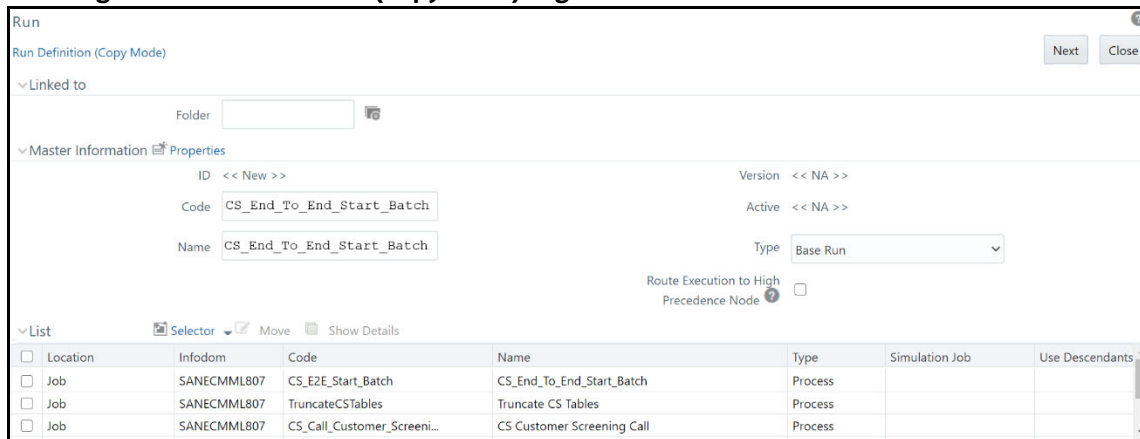 Run
Run Definition (Copy Mode)
Next
Close
Linked to
Folder
Master Information Properties
ID << New >> Version << NA >>
Code CS_End_To_End_Start_Batch Active << NA >>
Name CS_End_To_End_Start_Batch Type Base Run
Route Execution to High
Precedence Node ?
List Selector Move Show Details
Location Infodom Code Name Type Simulation Job Use Descendants
Job SANECMML807 CS_E2E_Start_Batch CS_End_To_End_Start_Batch Process
Job SANECMML807 TruncateCSTables Truncate CS Tables Process
Job SANECMML807 CS_Call_Customer_Screeni... CS Customer Screening Call Process